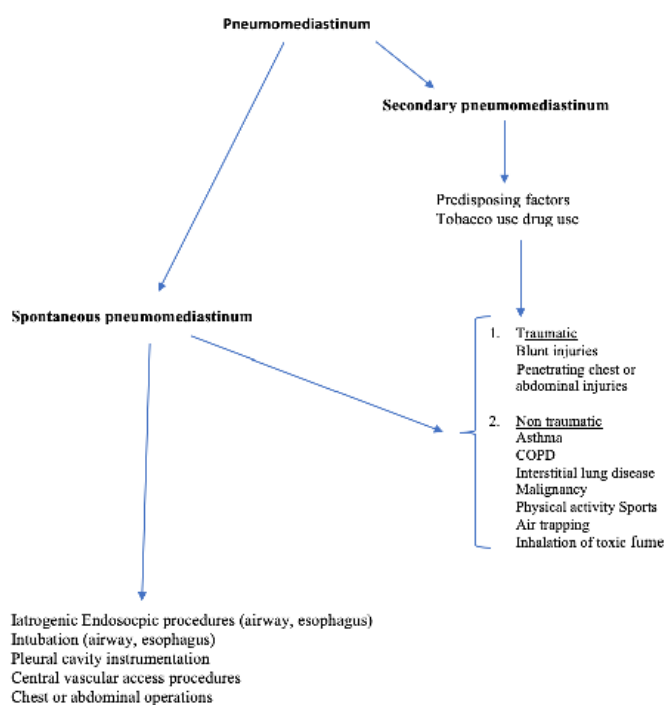 Pneumomediastinum
Secondary pneumomediastinum
Predisposing factors
Tobacco use drug use
Spontaneous pneumomediastinum
1. Traumatic
Blunt injuries
Penetrating chest or
abdominal injuries
2. Non traumatic
Asthma
COPD
Interstitial lung disease
Malignancy
Physical activity Sports
Air trapping
Inhalation of toxic fume
Iatrogenic Endosocpic procedures (airway, esophagus)
Intubation (airway, esophagus)
Pleural cavity instrumentation
Central vascular access procedures
Chest or abdominal operations